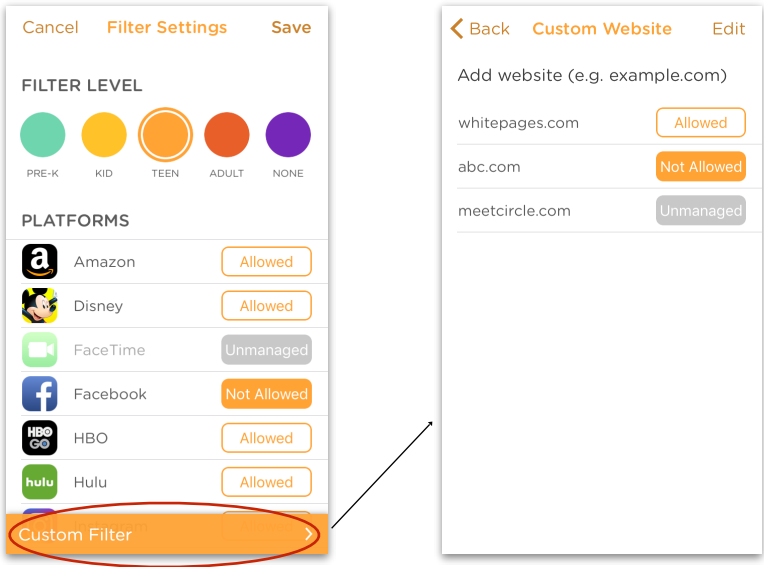 Cancel Filter Settings Save
FILTER LEVEL
PRE-K KID TEEN ADULT NONE
PLATFORMS
a Amazon Allowed
Disney Allowed
FaceTime Unmanaged
f Facebook Not Allowed
HBO GO HBO Allowed
hulu Hulu Allowed
Custom Filter
Back Custom Website Edit
Add website (e.g. example.com)
whitepages.com Allowed
abc.com Not Allowed
meetcircle.com Unmanaged